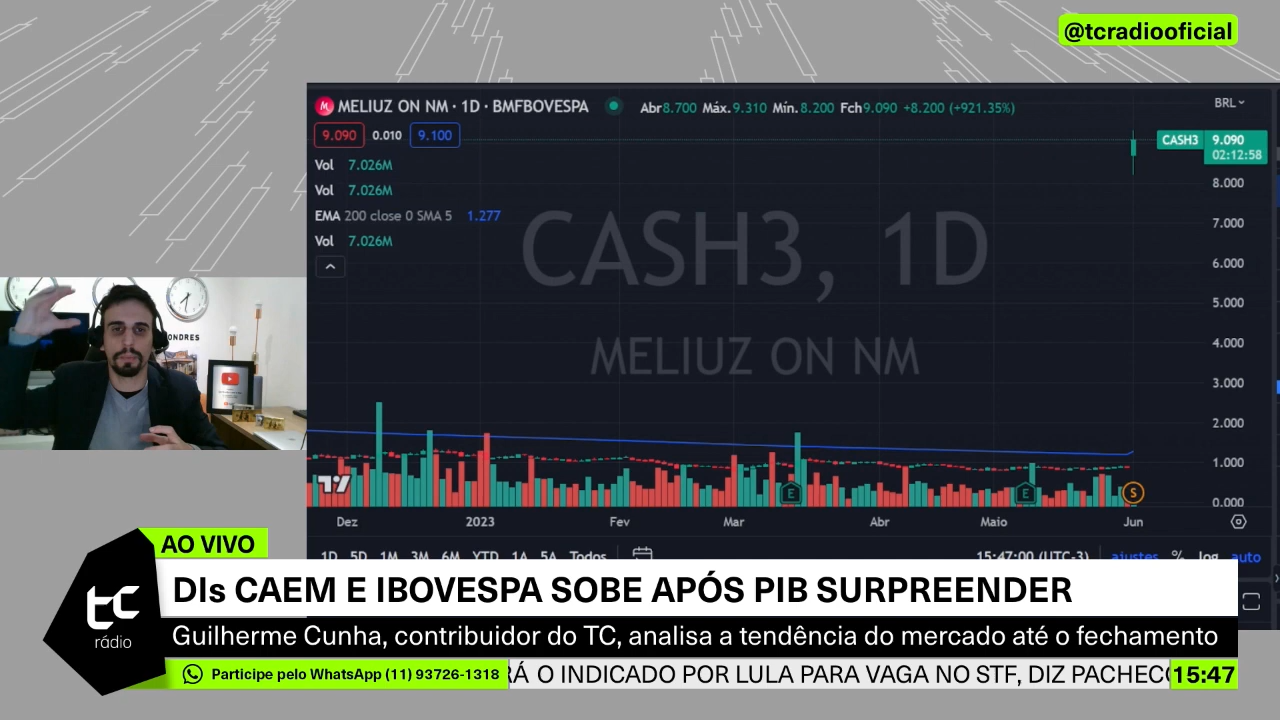 @tcradiooficial
MELIUZ ON NM · 1D · BMFBOVESPA Abr8.700 Máx.9.310 Mín.8.200 Fch9.090 +8.200 (+921.35%)
BRL
9.090 0.010 9.100
CASH3 9.090
02:12:58
Vol 7.026M
Vol 7.026M
EMA 200 close 0 SMA 5 1.277
Vol 7.026M
CASH3, 1D
MELIUZ ON NM
8.000
7.000
6.000
5.000
4.000
3.000
2.000
1.000
0.000
ONDRES
E
E
S
Dez 2023 Fev Mar Abr Maio Jun
1D 5D 1M 3M 6M YTD 1A 5A Todos 15:47:00 (UTC-3) ajustes % log auto
AO VIVO
DIs CAEM E IBOVESPA SOBE APÓS PIB SURPREENDER
tc
rádio
Guilherme Cunha, contribuidor do TC, analisa a tendência do mercado até o fechamento
Participe pelo WhatsApp (11) 93726-1318
RÁ O INDICADO POR LULA PARA VAGA NO STF, DIZ PACHECO
15:47